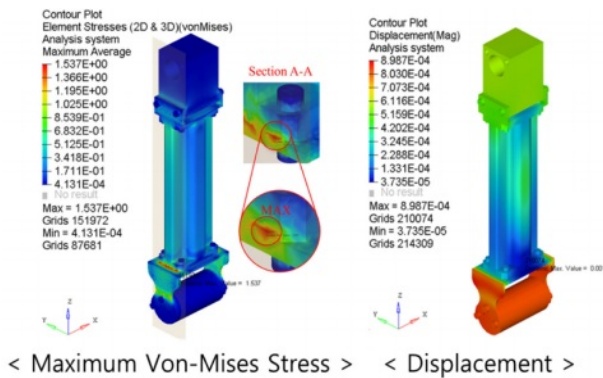 Contour Plot
Element Stresses (2D & 3D)(vonMises)
Analysis system
Maximum Average
1.537E+00
1.366E+00
1.195E+00
1.025E+00
8.539E-01
6.832E-01
5.125E-01
3.418E-01
1.711E-01
4.131E-04
No result
Max = 1.537E+00
Grids 151972
Min = 4.131E-04
Grids 87681
Section A-A
MAX
Value = 1.537
Z
Y
X
< Maximum Von-Mises Stress >
Contour Plot
Displacement(Mag)
Analysis system
8.987E-04
8.030E-04
7.073E-04
6.116E-04
5.159E-04
4.202E-04
3.245E-04
2.288E-04
1.331E-04
3.735E-05
No result
Max = 8.987E-04
Grids 210074
Min = 3.735E-05
Grids 214309
Max. Value = 0.00
Z
Y
X
< Displacement >